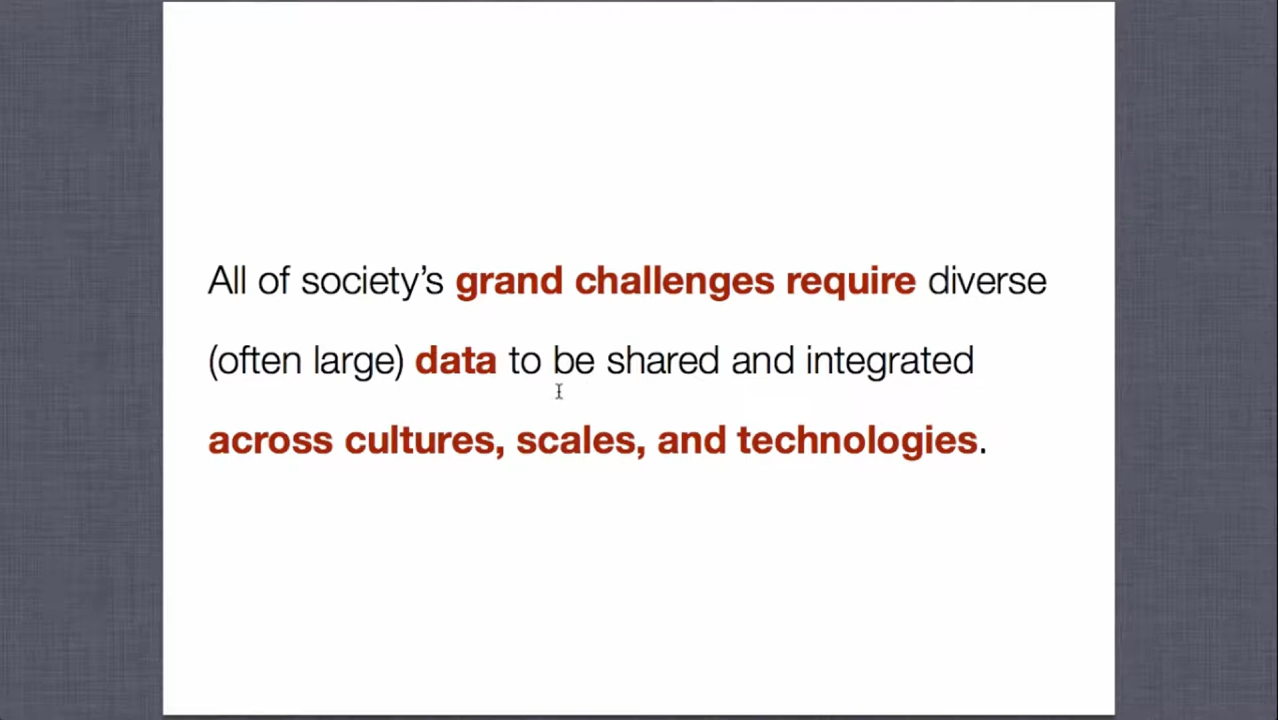 All of society’s grand challenges require diverse
(often large) data to be shared and integrated
across cultures, scales, and technologies.